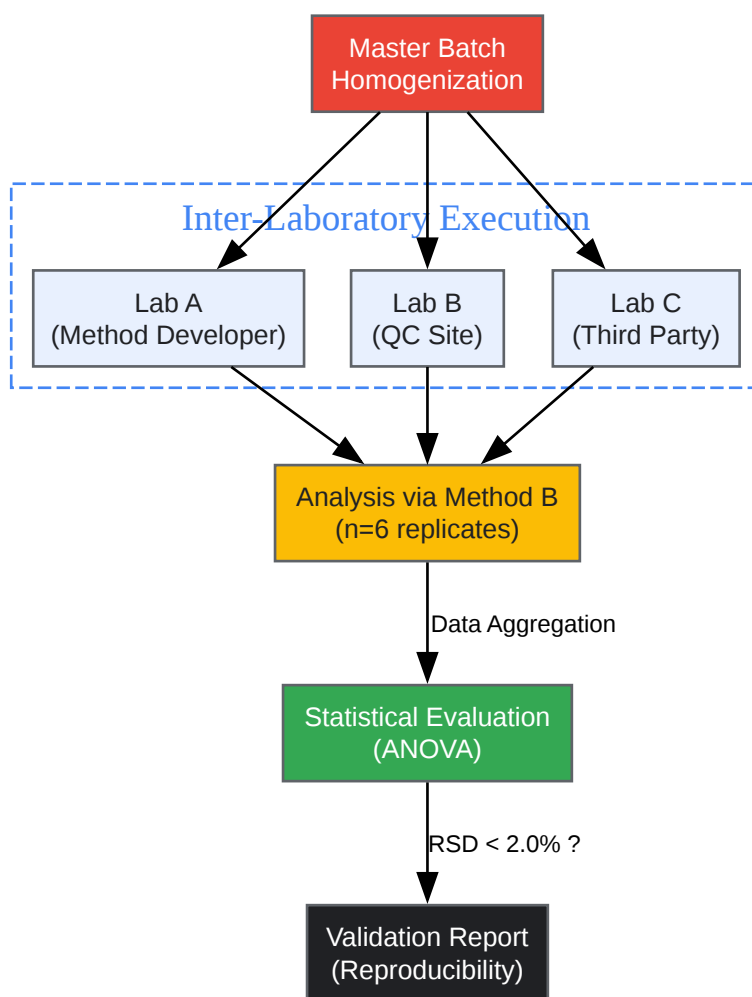 Master Batch
Homogenization
Inter-Laboratory Execution
Lab A
(Method Developer)
Lab B
(QC Site)
Lab C
(Third Party)
Analysis via Method B
(n=6 replicates)
Data Aggregation
Statistical Evaluation
(ANOVA)
RSD < 2.0% ?
Validation Report
(Reproducibility)